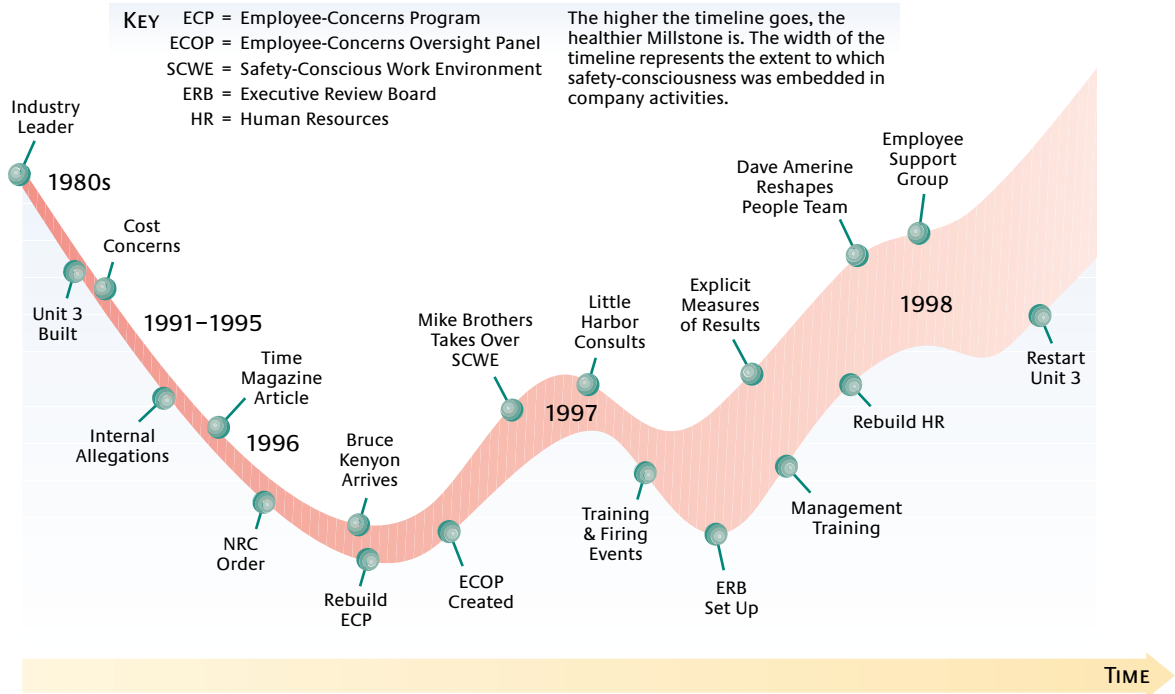 KEY
ECP = Employee-Concerns Program
ECOP = Employee-Concerns Oversight Panel
SCWE = Safety-Conscious Work Environment
ERB = Executive Review Board
HR = Human Resources
The higher the timeline goes, the
healthier Millstone is. The width of the
timeline represents the extent to which
safety-consciousness was embedded in
company activities.
Industry
Leader
1980s
Unit 3
Built
Cost
Concerns
1991–1995
Internal
Allegations
Time
Magazine
Article
1996
NRC
Order
Bruce
Kenyon
Arrives
Rebuild
ECP
ECOP
Created
Mike Brothers
Takes Over
SCWE
1997
Little
Harbor
Consults
Training
& Firing
Events
ERB
Set Up
Explicit
Measures
of Results
Management
Training
Dave Amerine
Reshapes
People Team
Rebuild HR
Employee
Support
Group
1998
Restart
Unit 3
TIME